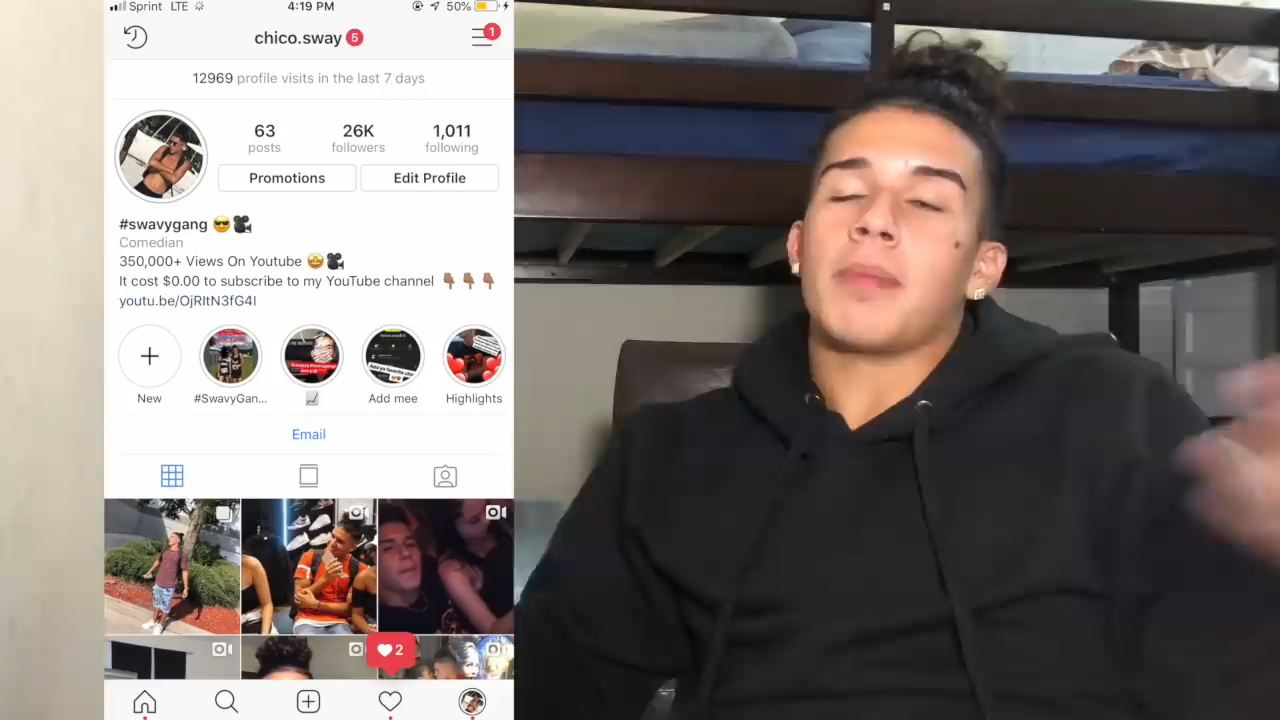 Sprint LTE 4:19 PM 50%
chico.sway 5 1
12969 profile visits in the last 7 days
63 26K 1,011
posts followers following
Promotions Edit Profile
#swavygang 😎🎥
Comedian
350,000+ Views On Youtube 🤩🎥
It cost $0.00 to subscribe to my YouTube channel 👇🏽👇🏽👇🏽
youtu.be/OjRItN3fG4I
New #SwavyGan... 📈 Add mee Highlights
Email
2